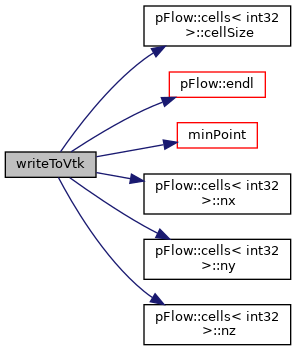 pFlow::cells< int32
>::cellSize
pFlow::endl
minPoint
writeToVtk
pFlow::cells< int32
>::nx
pFlow::cells< int32
>::ny
pFlow::cells< int32
>::nz